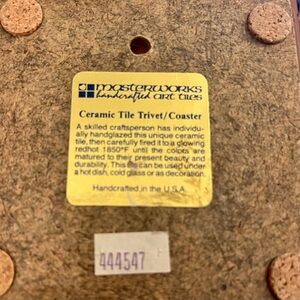 masterworks
handcrafted art tiles
Ceramic Tile Trivet/Coaster
A skilled craftsperson has individu-
ally handglazed this unique ceramic
tile, then carefully fired it to a glowing
redhot 1850°F until the colors are
matured to their present beauty and
durability. This can be used under
a hot dish, cold glass or as decoration.
Handcrafted in the U.S.A.
444547